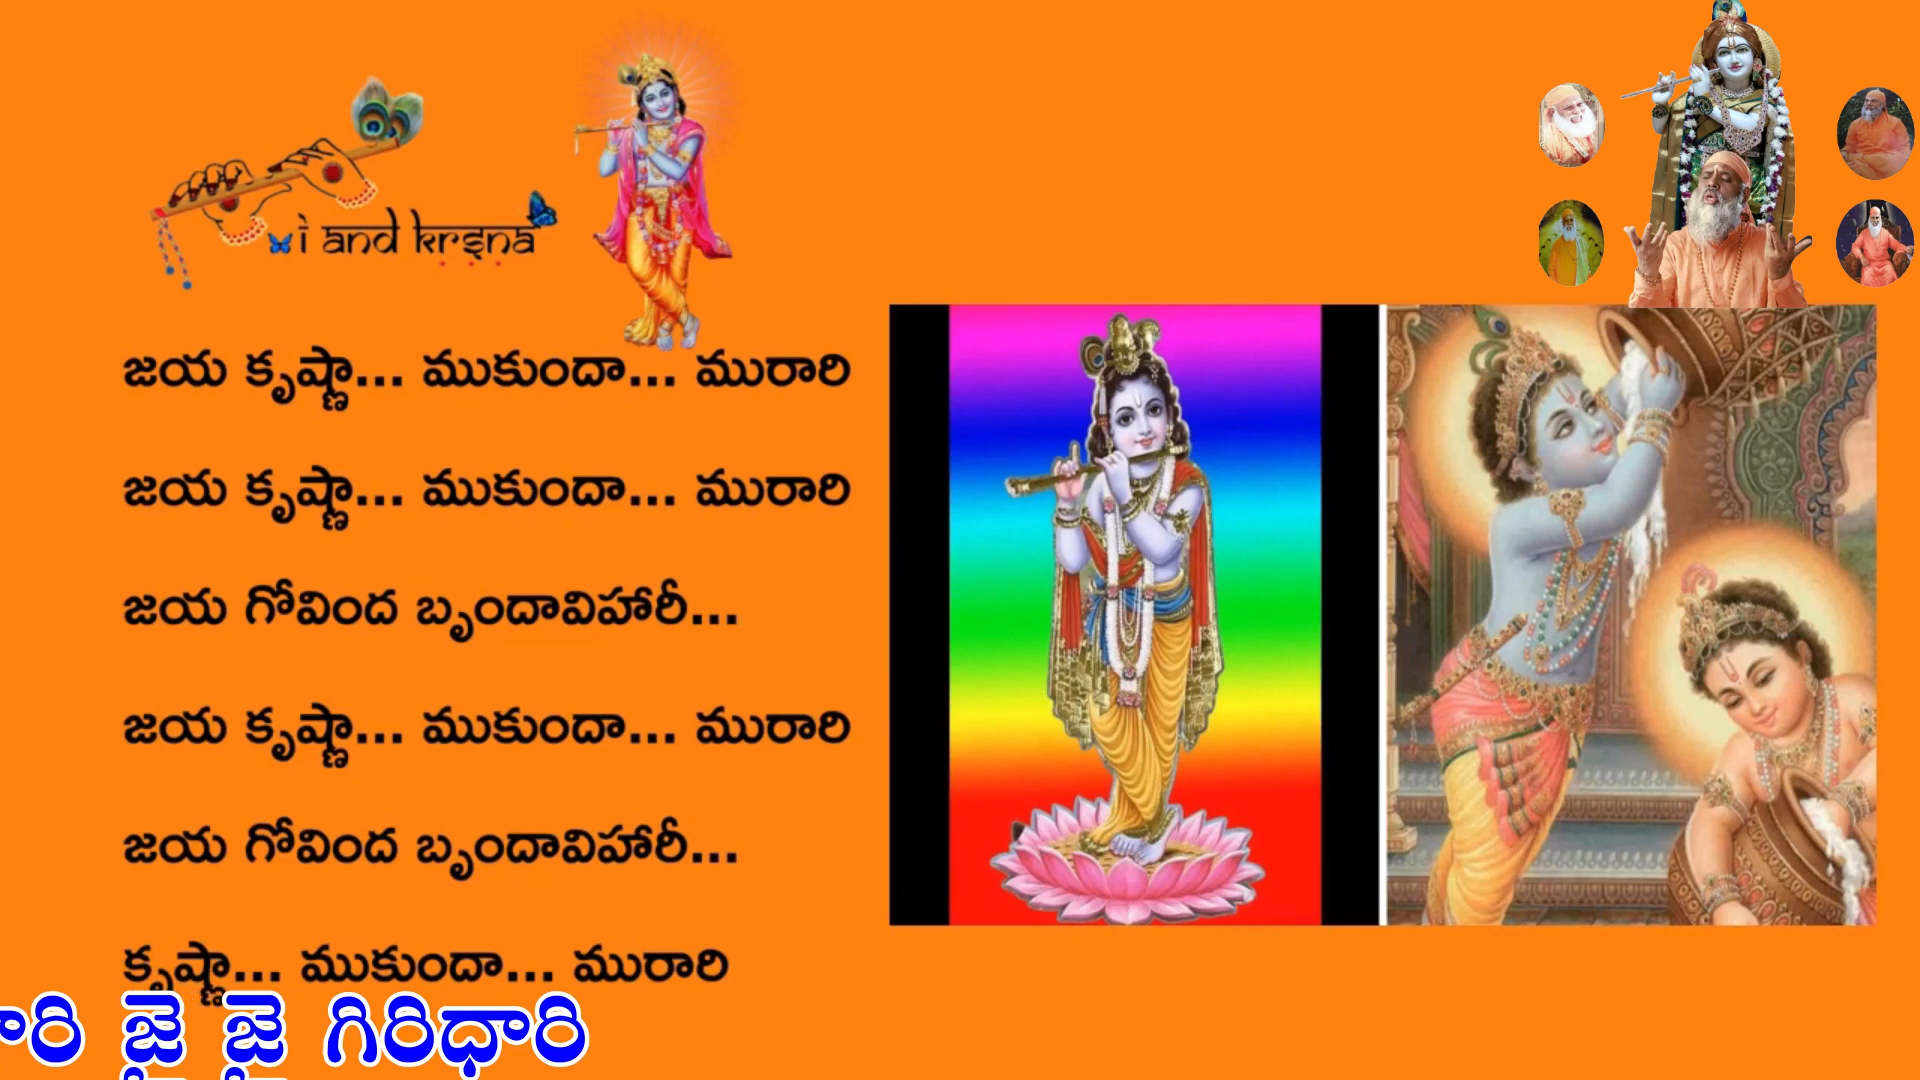 i and krsna
జయ కృష్ణా... ముకుందా... మురారి
జయ కృష్ణా... ముకుందా... మురారి
జయ గోవింద బృందావిహారీ...
జయ కృష్ణా... ముకుందా... మురారి
జయ గోవింద బృందావిహారీ...
కృష్ణా... ముకుందా... మురారి
జై జై గిరిధారి